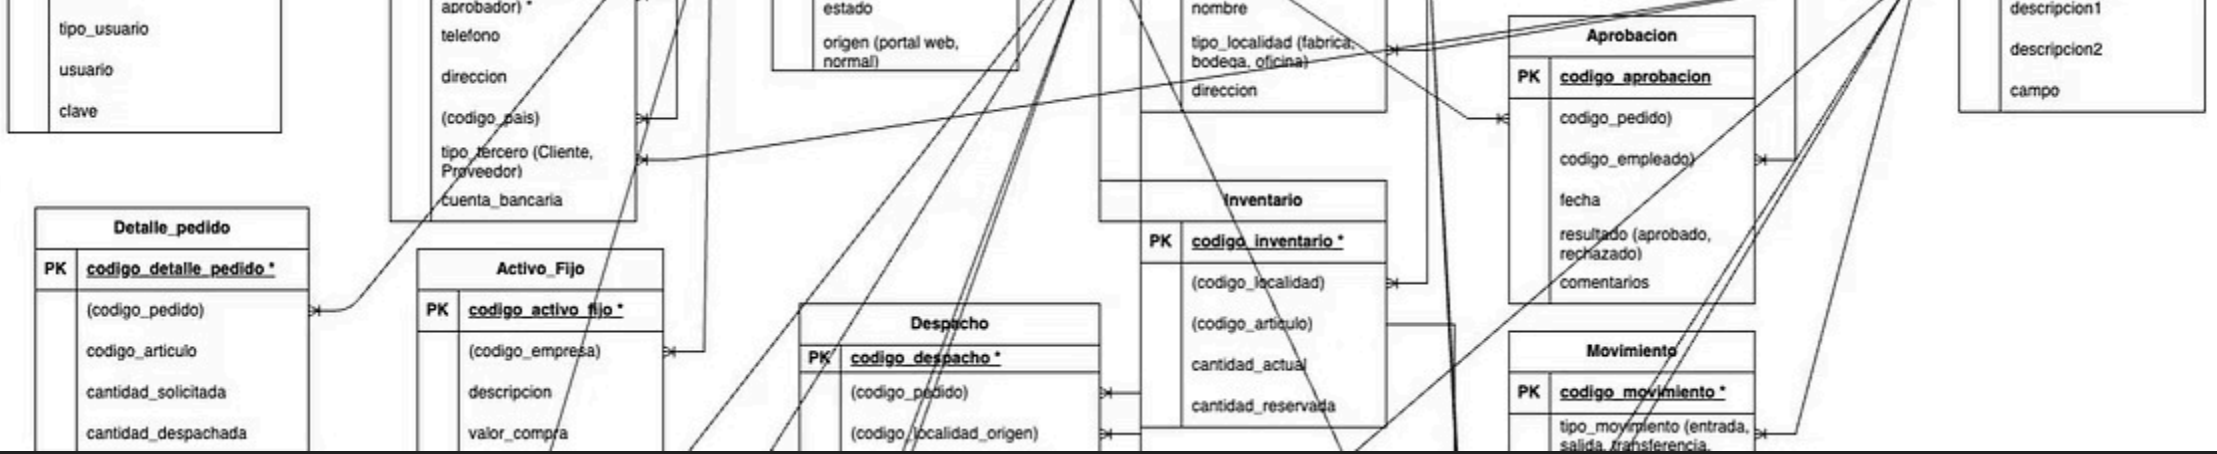 tipo_usuario
usuario
clave
aprobador) *
telefono
direccion
(codigo_pais)
tipo_tercero (Cliente,
Proveedor)
cuenta_bancaria
estado
origen (portal web,
normal)
nombre
tipo_localidad (fabrica,
bodega, oficina)
direccion
Aprobacion
PK codigo_aprobacion
codigo_pedido)
codigo_empleado)
fecha
resultado (aprobado,
rechazado)
comentarios
descripcion1
descripcion2
campo
Detalle_pedido
PK codigo_detalle_pedido *
(codigo_pedido)
codigo_articulo
cantidad_solicitada
cantidad_despachada
Activo_Fijo
PK codigo_activo_fijo *
(codigo_empresa)
descripcion
valor_compra
Despacho
PK codigo_despacho *
(codigo_pedido)
(codigo_localidad_origen)
Inventario
PK codigo_inventario *
(codigo_localidad)
(codigo_articulo)
cantidad_actual
cantidad_reservada
Movimiento
PK codigo_movimiento *
tipo_movimiento (entrada,
salida, transferencia,